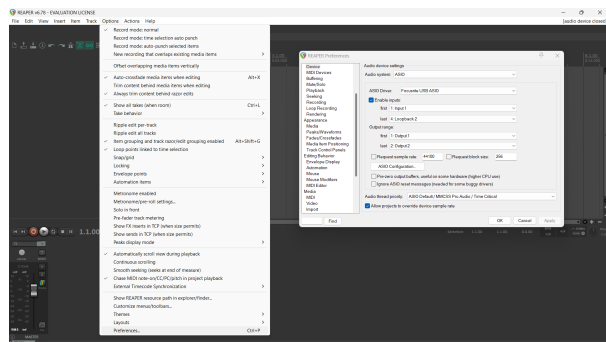 REAPER v6.78 - EVALUATION LICENSE
File Edit View Insert Item Track Options Actions Help
[audio device closed]
Record mode: normal
Record mode: time selection auto punch
Record mode: auto-punch selected items
New recording that overlaps existing media items
Offset overlapping media items vertically
Auto-crossfade media items when editing Alt+X
Trim content behind media items when editing
Always trim content behind razor edits
Show all takes (when room) Ctrl+L
Take behavior
Ripple edit per-track
Ripple edit all tracks
Item grouping and track razor/edit grouping enabled Alt+Shift+G
Loop points linked to time selection
Snap/grid
Locking
Envelope points
Automation items
Metronome enabled
Metronome/pre-roll settings...
Solo in front
Pre-fader track metering
Show FX inserts in TCP (when size permits)
Show sends in TCP (when size permits)
Peaks display mode
Automatically scroll view during playback
Continuous scrolling
Smooth seeking (seeks at end of measure)
Chase MIDI note-on/CC/PC/pitch in project playback
External Timecode Synchronization
Show REAPER resource path in explorer/finder...
Customize menus/toolbars...
Themes
Layouts
Preferences... Ctrl+P
REAPER Preferences
Device
MIDI Devices
Buffering
Mute/Solo
Playback
Seeking
Recording
Loop Recording
Rendering
Appearance
Media
Peaks/Waveforms
Fades/Crossfades
Media Item Positioning
Track Control Panels
Editing Behavior
Envelope Display
Automation
Mouse
Mouse Modifiers
MIDI Editor
Media
MIDI
Video
Import
Find
Audio device settings
Audio system: ASIO
ASIO Driver: Focusrite USB ASIO
Enable inputs:
first 1: Input 1
last 4: Loopback 2
Output range:
first 1: Output 1
last 2: Output 2
Request sample rate: 44100 Request block size: 256
ASIO Configuration...
Pre-zero output buffers, useful on some hardware (higher CPU use)
Ignore ASIO reset messages (needed for some buggy drivers)
Audio thread priority: ASIO Default / MMCSS Pro Audio / Time Critical
Allow projects to override device sample rate
OK Cancel Apply
1.1.00
MASTER